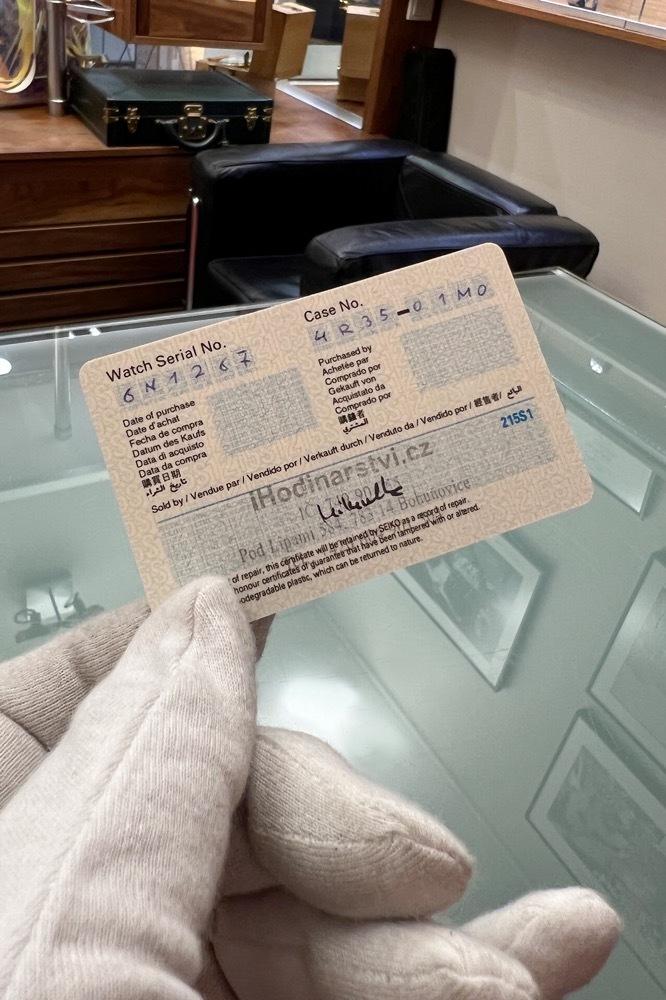 Watch Serial No.
6N1267
Case No.
4R35-01M0
Date of purchase
Date d'achat
Fecha de compra
Datum des Kaufs
Data di acquisto
Data da compra
購買日期
تاريخ الشراء
Purchased by
Achetée par
Comprado por
Gekauft von
Acquistato da
Comprado por
購錶者
المشتري
Sold by / Vendue par / Vendido por / Verkauft durch / Venduto da / Vendido por / 經售者/ البائع
215S1
iHodinarstvi.cz
Pod Lipami 783 14 Bohuňovice
of repair, this certificate will be retained by SEIKO as a record of repair.
honour certificates of guarantee that have been tampered with or altered.
odegradable plastic, which can be returned to nature.